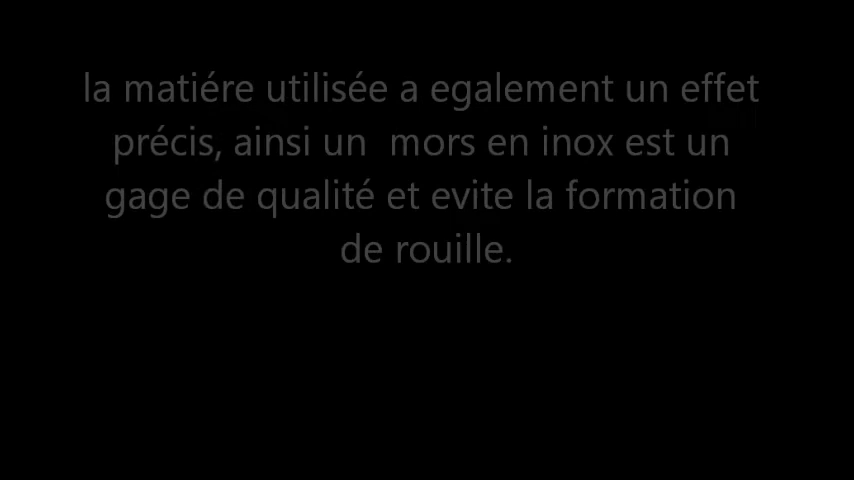 la matiére utilisée a egalement un effet
précis, ainsi un  mors en inox est un
gage de qualité et evite la formation
de rouille.